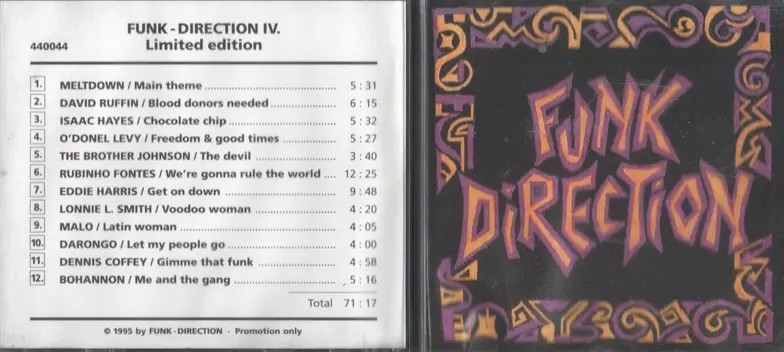 FUNK-DIRECTION IV.
440044 Limited edition
1. MELTDOWN / Main theme 5 : 31
2. DAVID RUFFIN / Blood donors needed 6 : 15
3. ISAAC HAYES / Chocolate chip 5 : 32
4. O'DONEL LEVY / Freedom & good times 5 : 27
5. THE BROTHER JOHNSON / The devil 3 : 40
6. RUBINHO FONTES / We're gonna rule the world 12 : 25
7. EDDIE HARRIS / Get on down 9 : 48
8. LONNIE L. SMITH / Voodoo woman 4 : 20
9. MALO / Latin woman 4 : 05
10. DARONGO / Let my people go 4 : 00
11. DENNIS COFFEY / Gimme that funk 4 : 58
12. BOHANNON / Me and the gang 5 : 16
Total 71 : 17
© 1995 by FUNK-DIRECTION · Promotion only
FUNK
DiRECTiON